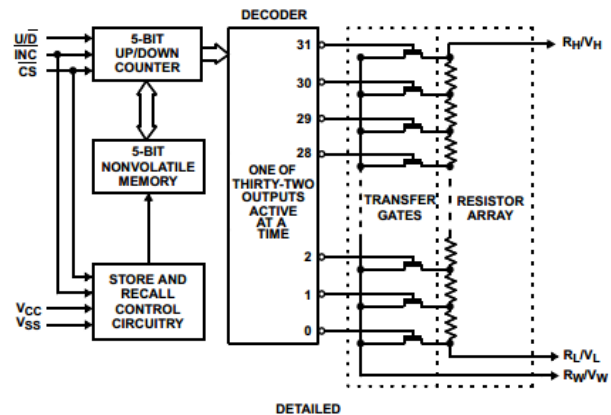 DECODER
U/D̅
I̅N̅C̅
C̅S̅
5-BIT
UP/DOWN
COUNTER
5-BIT
NONVOLATILE
MEMORY
STORE AND
RECALL
CONTROL
CIRCUITRY
VCC
VSS
ONE OF
THIRTY-TWO
OUTPUTS
ACTIVE
AT A
TIME
31
30
29
28
2
1
0
TRANSFER
GATES
RESISTOR
ARRAY
RH/VH
RL/VL
RW/VW
DETAILED